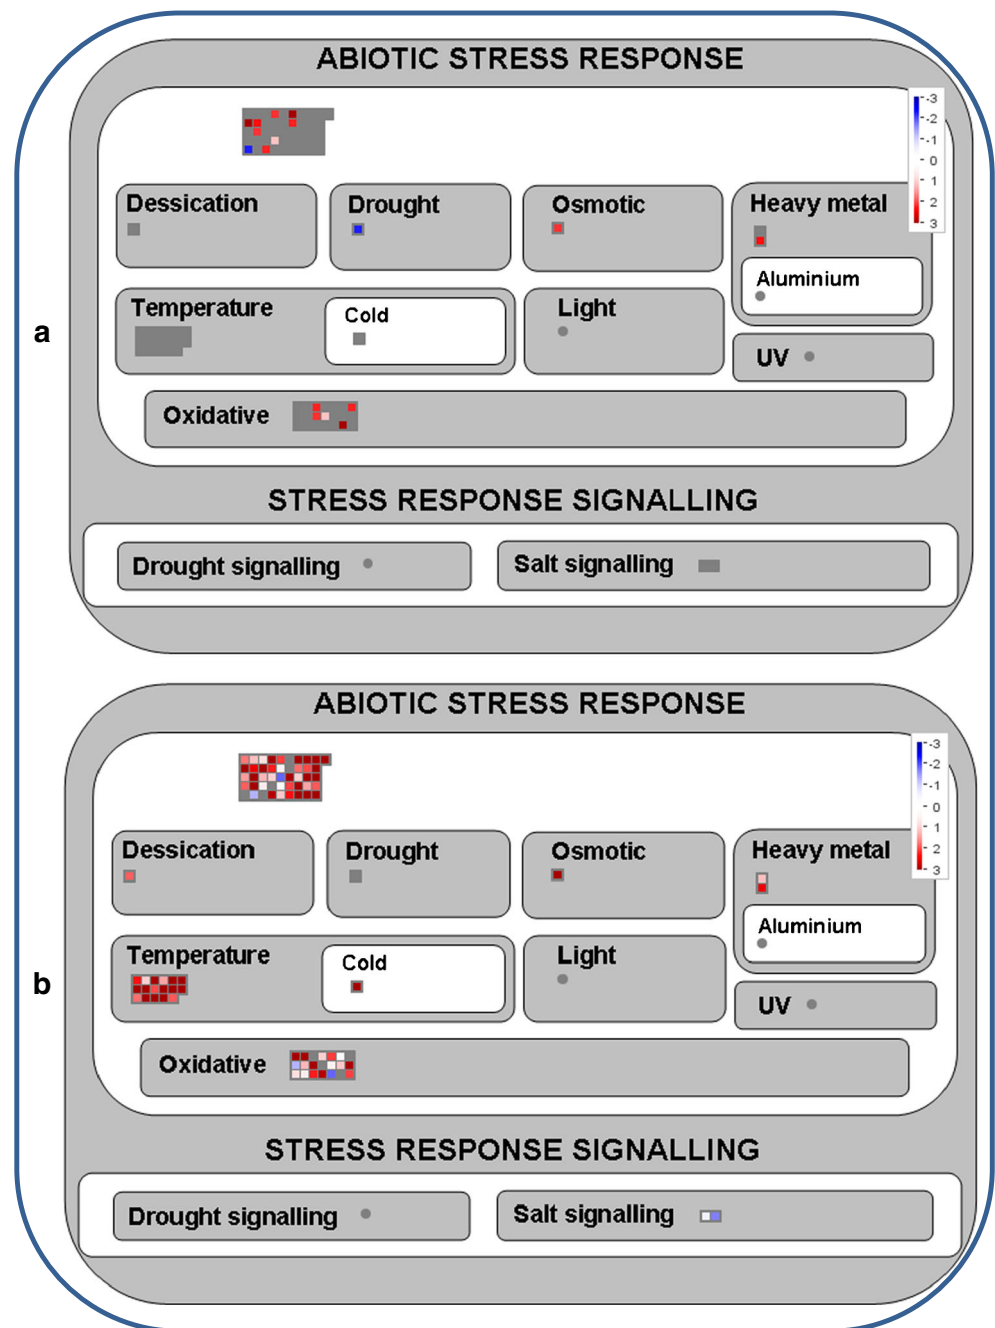 ABIOTIC STRESS RESPONSE
-3
-2
-1
0
1
2
3
Dessication
Drought
Osmotic
Heavy metal
Aluminium
Temperature
Cold
Light
a
UV
Oxidative
STRESS RESPONSE SIGNALLING
Drought signalling
Salt signalling
ABIOTIC STRESS RESPONSE
-3
-2
-1
0
1
2
3
Dessication
Drought
Osmotic
Heavy metal
Aluminium
Temperature
Cold
Light
b
UV
Oxidative
STRESS RESPONSE SIGNALLING
Drought signalling
Salt signalling